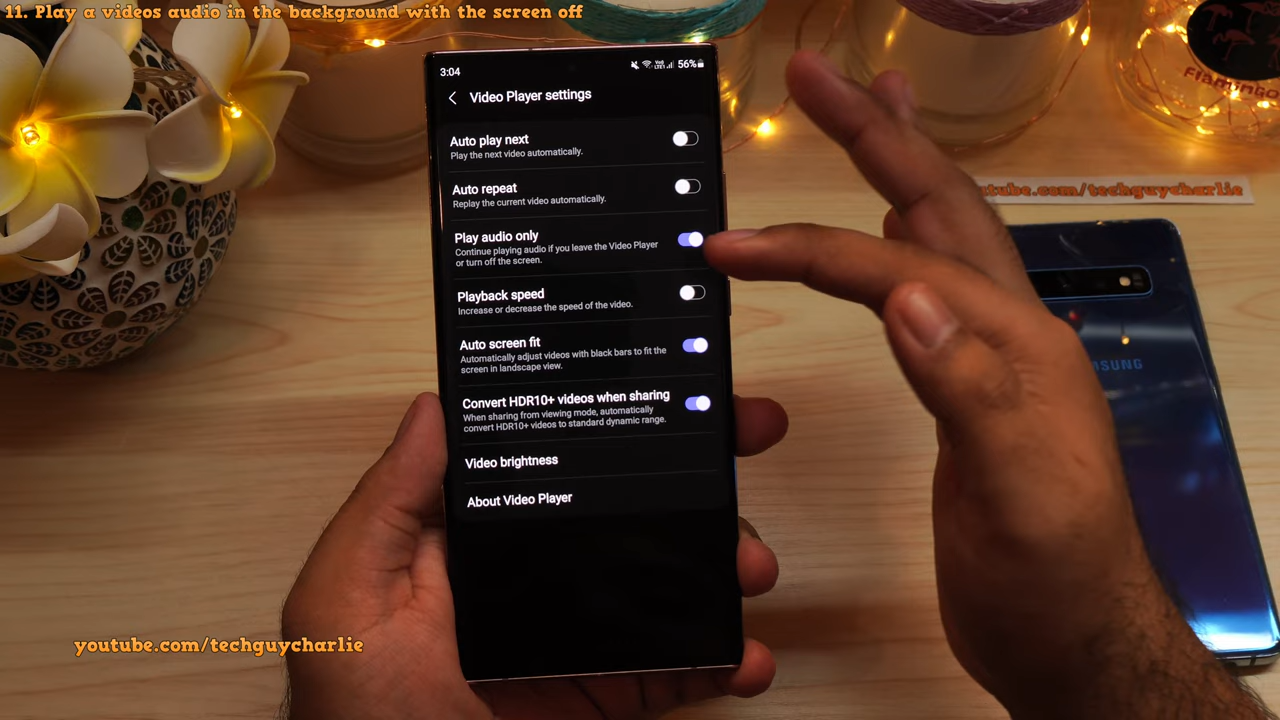 11. Play a videos audio in the background with the screen off
3:04
56%
Video Player settings
Auto play next
Play the next video automatically.
Auto repeat
Replay the current video automatically.
Play audio only
Continue playing audio if you leave the Video Player
or turn off the screen.
Playback speed
Increase or decrease the speed of the video.
Auto screen fit
Automatically adjust videos with black bars to fit the
screen in landscape view.
Convert HDR10+ videos when sharing
When sharing from viewing mode, automatically
convert HDR10+ videos to standard dynamic range.
Video brightness
About Video Player
Flamingo
utube.com/techguycharlie
SUNG
youtube.com/techguycharlie